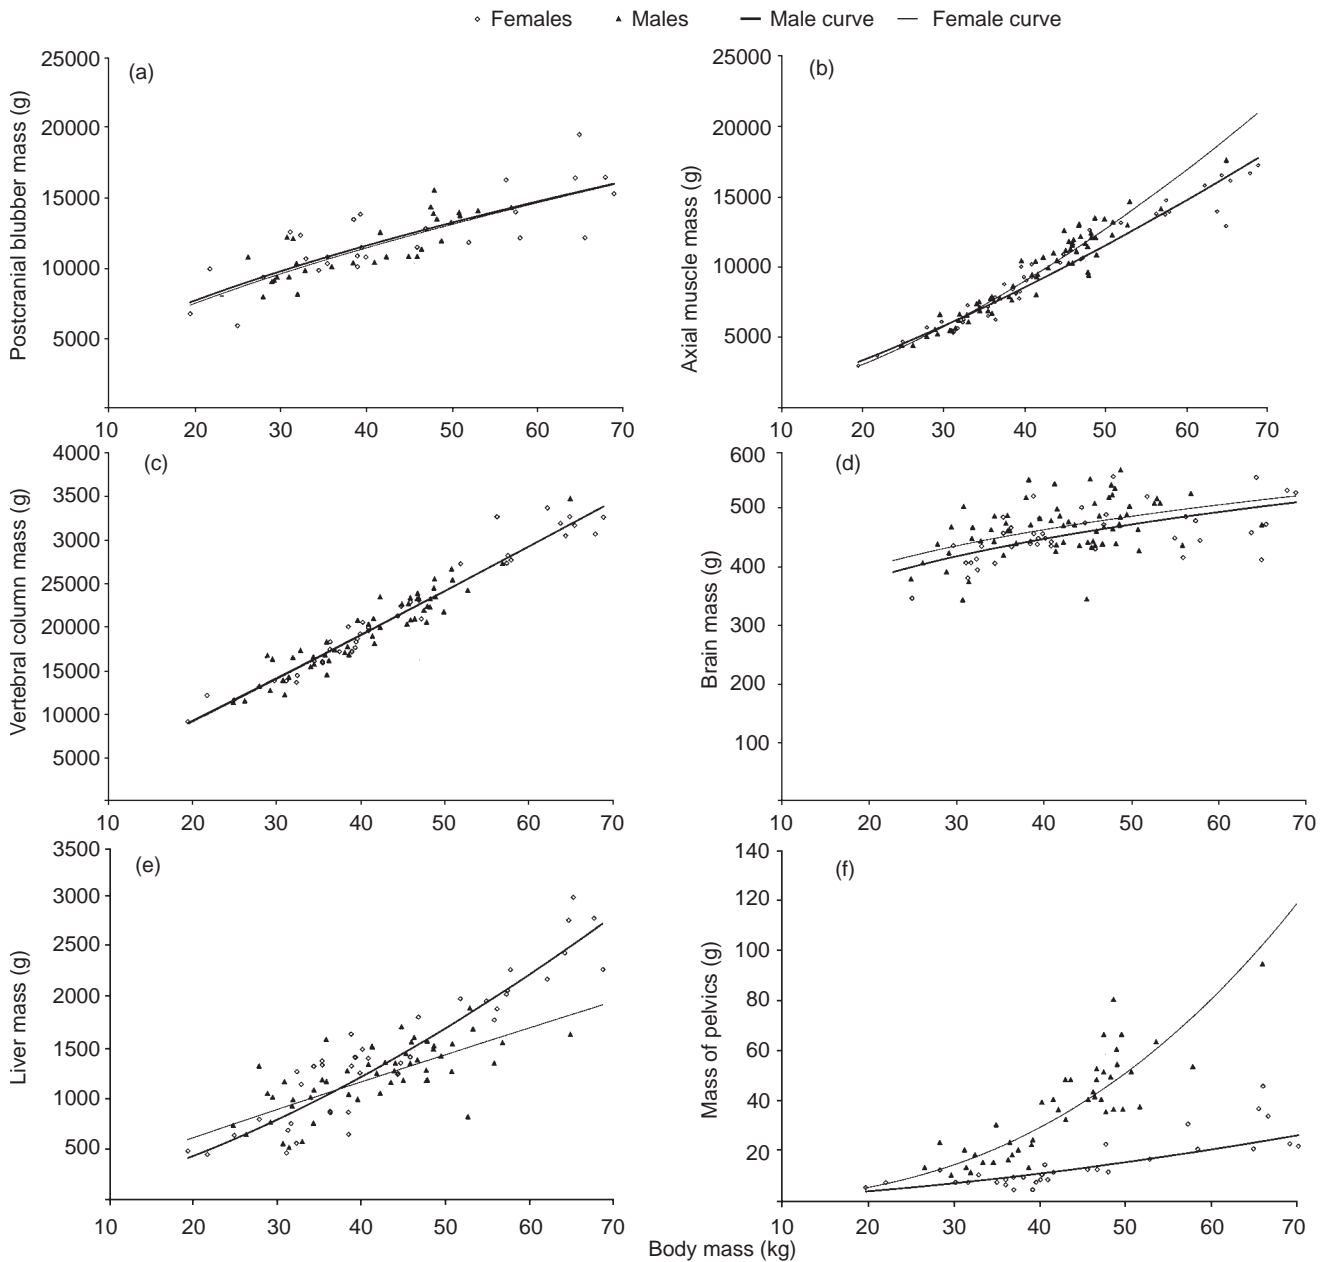 Females Males Male curve Female curve
(a)
Postcranial blubber mass (g)
25000
20000
15000
10000
5000
10 20 30 40 50 60 70
(b)
Axial muscle mass (g)
25000
20000
15000
10000
5000
10 20 30 40 50 60 70
(c)
Vertebral column mass (g)
4000
3500
3000
25000
20000
15000
10000
5000
10 20 30 40 50 60 70
(d)
Brain mass (g)
600
500
400
300
200
100
10 20 30 40 50 60 70
(e)
Liver mass (g)
3500
3000
2500
2000
1500
1000
500
10 20 30 40 50 60 70
(f)
Mass of pelvics (g)
140
120
100
80
60
40
20
10 20 30 40 50 60 70
Body mass (kg)